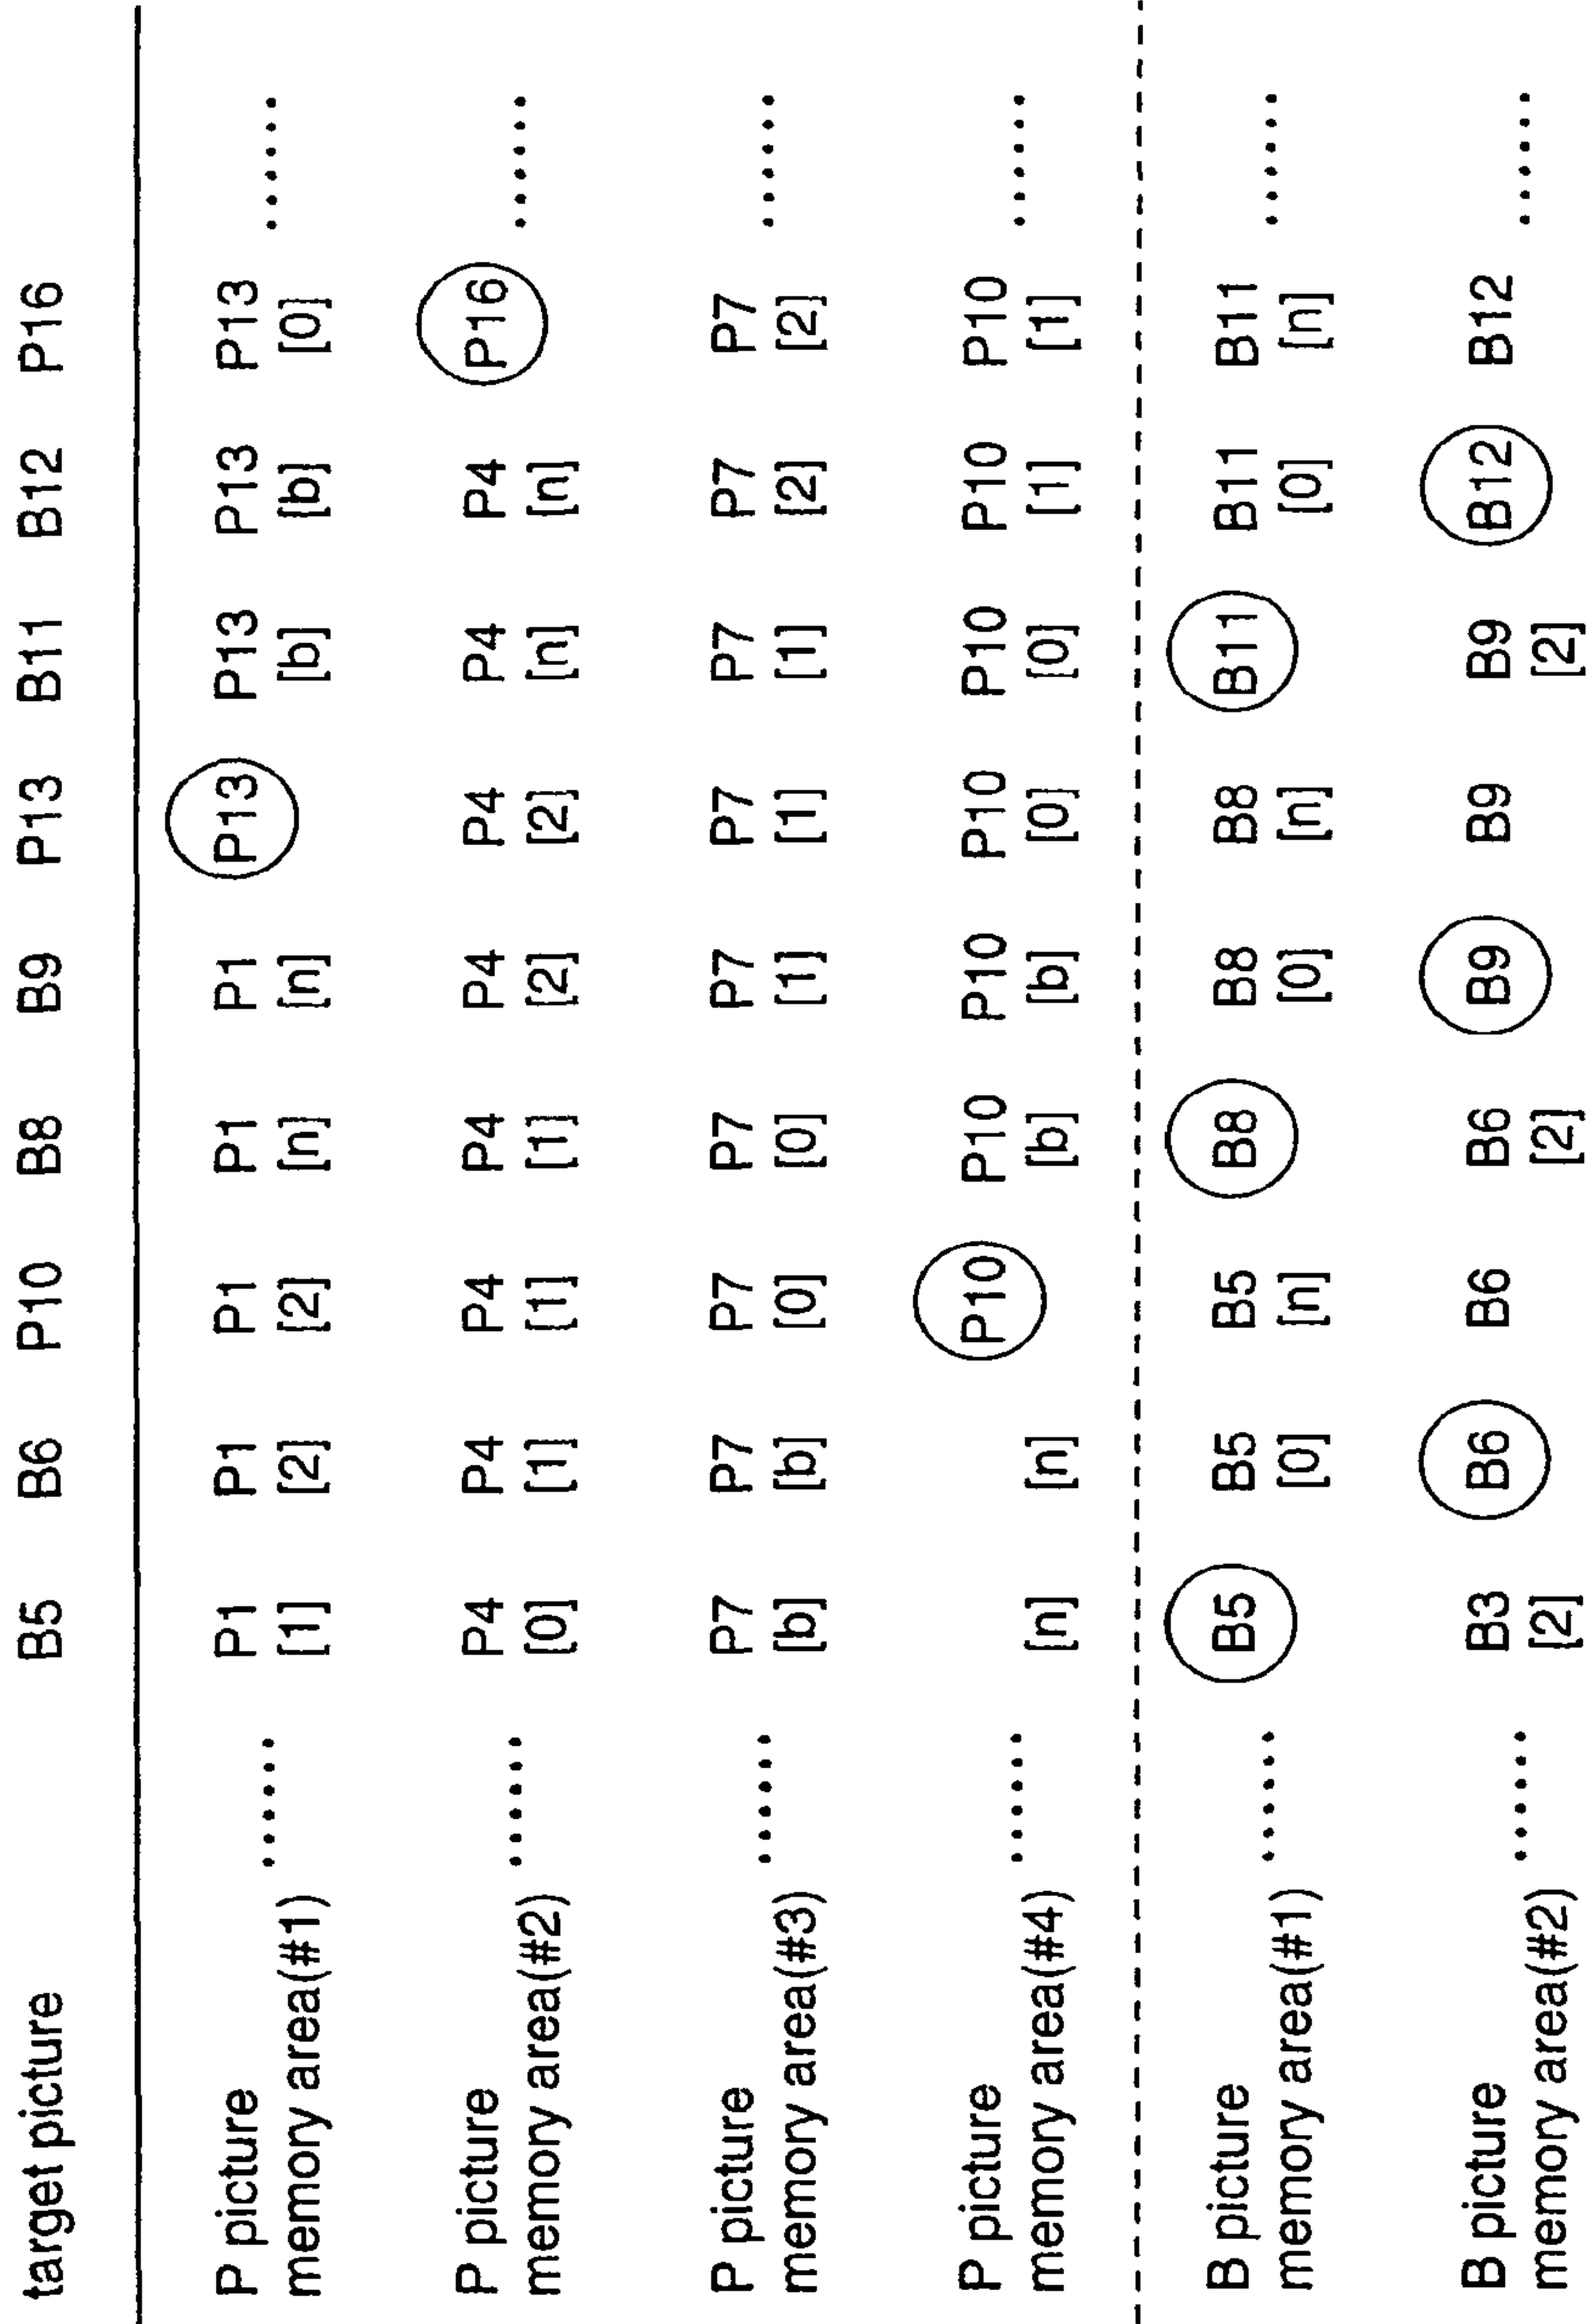 target picture B5 B6 P10 B8 B9 P13 B11 B12 P16
P picture P1 P1 P1 P1 P1 P13 P13 P13 P13
memory area(#1) ...... [1] [2] [2] [n] [n] [b] [b] [0] ......
P picture P4 P4 P4 P4 P4 P4 P4 P4 P16
memory area(#2) ...... [0] [1] [1] [1] [2] [2] [n] [n] ......
P picture P7 P7 P7 P7 P7 P7 P7 P7 P7
memory area(#3) ...... [b] [b] [0] [0] [1] [1] [1] [2] [2] ......
P picture P10 P10 P10 P10 P10 P10 P10
memory area(#4) ...... [n] [n] [b] [b] [0] [0] [1] [1] ......
B picture B5 B5 B5 B8 B8 B8 B11 B11 B11
memory area(#1) ...... [0] [n] [0] [n] [0] [n] ......
B picture B3 B6 B6 B6 B9 B9 B9 B12 B12
memory area(#2) ...... [2] [2] [2] ......